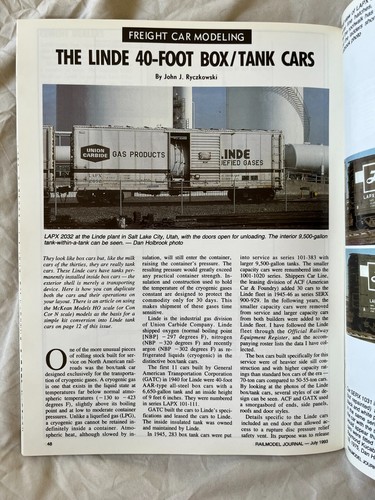 FREIGHT CAR MODELING
THE LINDE 40-FOOT BOX/TANK CARS
By John J. Ryczkowski
UNION
CARBIDE
GAS PRODUCTS
LINDE
EFIED GASES
LAPX 2032 at the Linde plant in Salt Lake City, Utah, with the doors open for unloading. The interior 9,500-gallon
tank-within-a-tank can be seen. — Dan Holbrook photo
They look like box cars but, like the milk
cars of the thirties, they are really tank
cars. These Linde cars have tanks per-
manently installed inside box cars — the
exterior shell is merely a transporting
device. Here is how you can duplicate
both the cars and their operations on
your layout. There is an article on using
the McKean Models HO scale (or Con-
Cor N scale) models as the basis for a
simple kit conversion into Linde tank
cars on page 12 of this issue.
One of the more unusual pieces
of rolling stock built for ser-
vice on North American rail-
roads was the box/tank car
designed exclusively for the transporta-
tion of cryogenic gases. A cryogenic gas
is one that exists in the liquid state at
temperatures far below normal atmo-
spheric temperatures (−130 to −423
degrees F), slightly above its boiling
point and at low to moderate container
pressures. Unlike a liquefied gas (LPG),
a cryogenic gas cannot be retained in-
definitely inside a container. Atmo-
spheric heat, although slowed by in-
sulation, will still enter the container,
raising the container's pressure. The
resulting pressure would greatly exceed
any practical container strength. In-
sulation and construction used to hold
the temperature of the cryogenic gases
constant are designed to protect the
commodity only for 30 days. This
makes shipment of these gases time
sensitive.
Linde is the industrial gas division
of Union Carbide Company. Linde
shipped oxygen (normal boiling point
[NBP] −297 degrees F), nitrogen
(NBP −320 degrees F) and recently
argon (NBP −302 degrees F) as re-
frigerated liquids (cryogenic) in the
distinctive box/tank cars.
The first 11 cars built by General
American Transportation Corporation
(GATC) in 1940 for Linde were 40-foot
AAR-type all-steel box cars with a
6,650-gallon tank and an inside height
of 9 feet 6 inches. They were numbered
in series LAPX 101-111.
GATC built the cars to Linde's speci-
fications and leased the cars to Linde.
The inside insulated tank was owned
and maintained by Linde.
In 1945, 283 box tank cars were put
into service as series 101-383 with
larger 9,500-gallon tanks. The smaller
capacity cars were renumbered into the
1001-1020 series. Shippers Car Line,
the leasing division of ACF (American
Car & Foundry) added 30 cars to the
Linde fleet in 1945-46 as series SERX
900-929. In the following years, the
smaller capacity cars were removed
from service and larger capacity cars
from both builders were added to the
Linde fleet. I have followed the Linde
fleet through the Official Railway
Equipment Register, and the accom-
panying roster lists the data I have col-
lected.
The box cars built specifically for this
service were of heavier side sill con-
struction and with higher capacity rat-
ings than standard box cars of the era —
70-ton cars compared to 50-55-ton cars.
By looking at the photos of the Linde
box/tank cars, several styles of car de-
sign can be seen. ACF and GATX used
a smorgasbord of ends, side panels,
roofs and door styles.
Details specific to the Linde cars
included an end door that allowed ac-
cess to a rupture disc pressure relief
safety vent. Its purpose was to release
46
RAILMODEL JOURNAL — July 1993